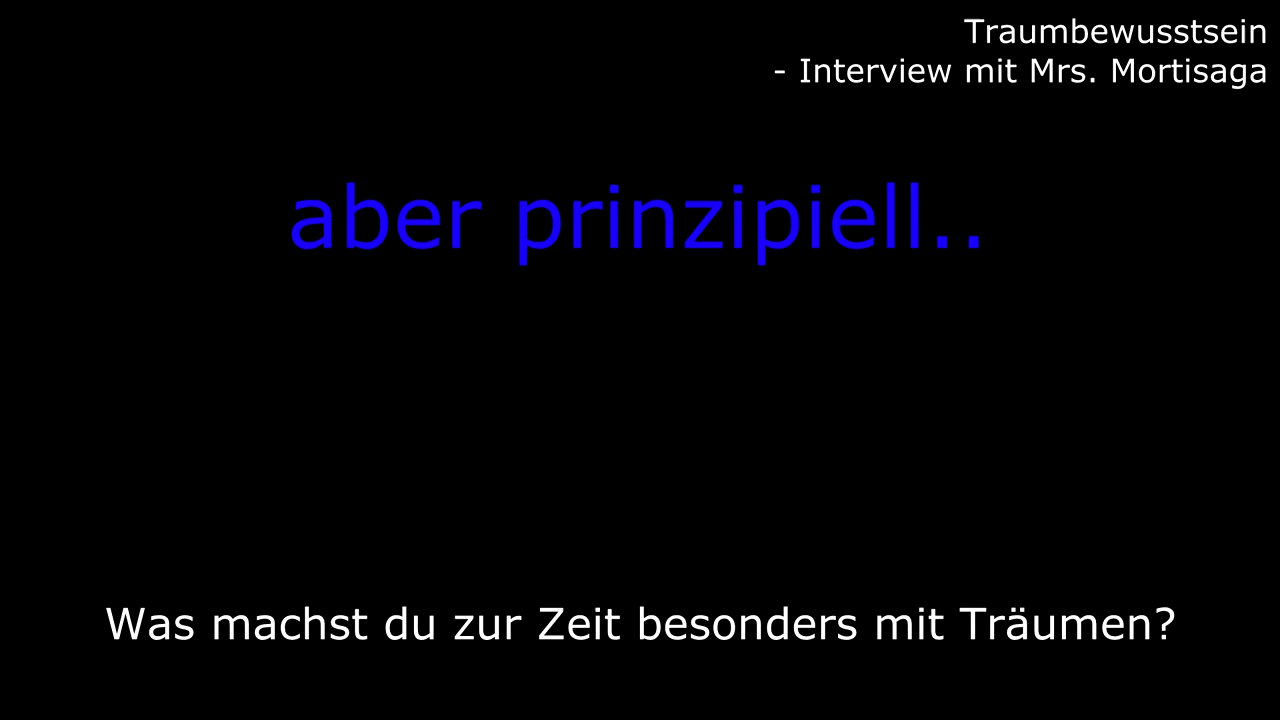 Traumbewusstsein
- Interview mit Mrs. Mortisaga
aber prinzipiell..
Was machst du zur Zeit besonders mit Träumen?